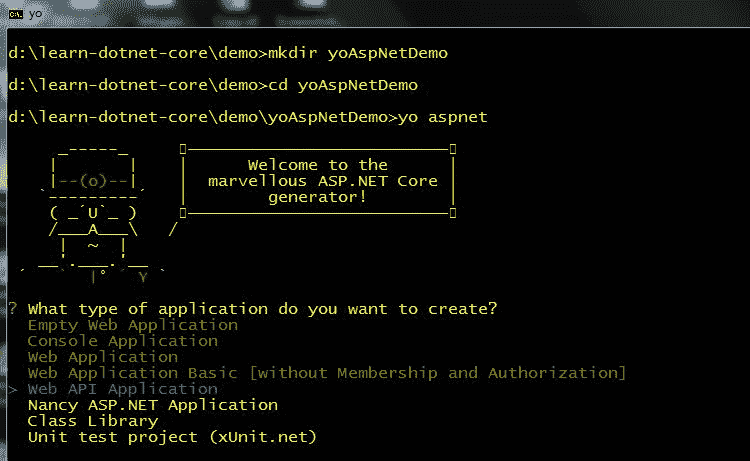 yo
d:\learn-dotnet-core\demo>mkdir yoAspNetDemo
d:\learn-dotnet-core\demo>cd yoAspNetDemo
d:\learn-dotnet-core\demo\yoAspNetDemo>yo aspnet
Welcome to the
marvellous ASP.NET Core
generator!
? What type of application do you want to create?
Empty Web Application
Console Application
Web Application
Web Application Basic [without Membership and Authorization]
> Web API Application
Nancy ASP.NET Application
Class Library
Unit test project (xUnit.net)